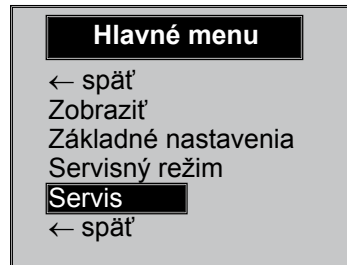 Hlavné menu
← späť
Zobraziť
Základné nastavenia
Servisný režim
Servis
← späť